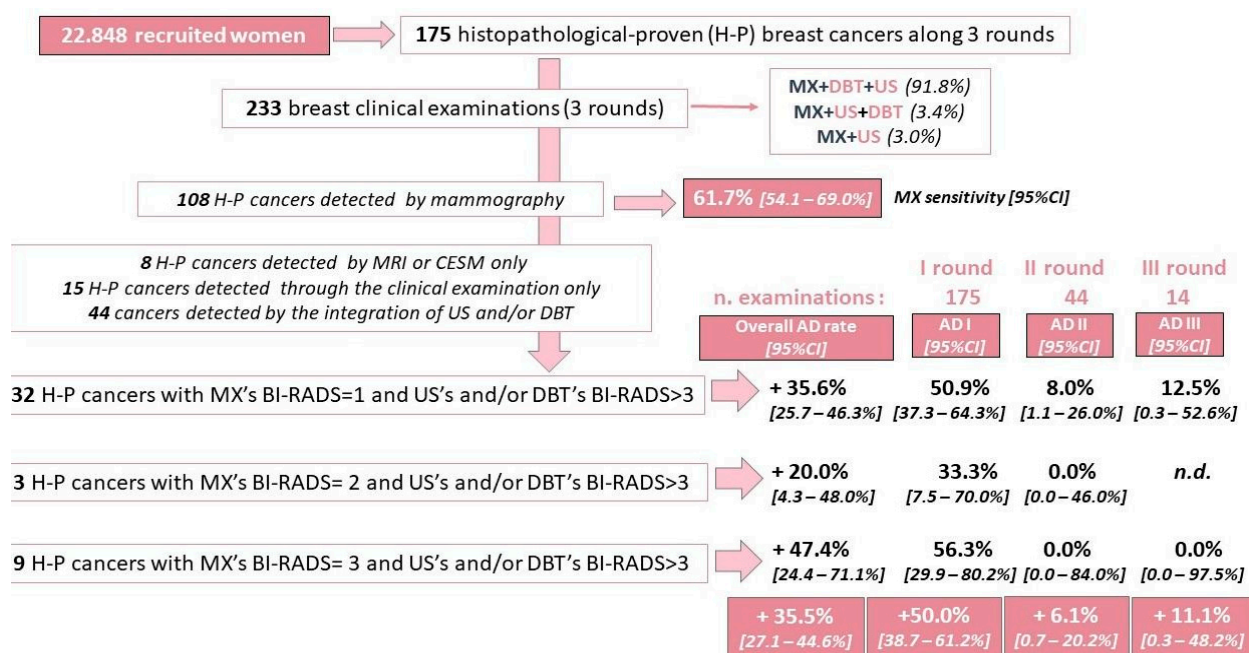 22.848 recruited women
175 histopathological-proven (H-P) breast cancers along 3 rounds
233 breast clinical examinations (3 rounds)
MX+DBT+US (91.8%)
MX+US+DBT (3.4%)
MX+US (3.0%)
108 H-P cancers detected by mammography
61.7% [54.1 – 69.0%]
MX sensitivity [95%CI]
8 H-P cancers detected by MRI or CESM only
15 H-P cancers detected through the clinical examination only
44 cancers detected by the integration of US and/or DBT
I round II round III round
n. examinations : 175 44 14
Overall AD rate AD I AD II AD III
[95%CI] [95%CI] [95%CI] [95%CI]
32 H-P cancers with MX's BI-RADS=1 and US's and/or DBT's BI-RADS>3
+ 35.6% 50.9% 8.0% 12.5%
[25.7 – 46.3%] [37.3 – 64.3%] [1.1 – 26.0%] [0.3 – 52.6%]
3 H-P cancers with MX's BI-RADS= 2 and US's and/or DBT's BI-RADS>3
+ 20.0% 33.3% 0.0% n.d.
[4.3 – 48.0%] [7.5 – 70.0%] [0.0 – 46.0%]
9 H-P cancers with MX's BI-RADS= 3 and US's and/or DBT's BI-RADS>3
+ 47.4% 56.3% 0.0% 0.0%
[24.4 – 71.1%] [29.9 – 80.2%] [0.0 – 84.0%] [0.0 – 97.5%]
+ 35.5% +50.0% + 6.1% + 11.1%
[27.1 – 44.6%] [38.7 – 61.2%] [0.7 – 20.2%] [0.3 – 48.2%]